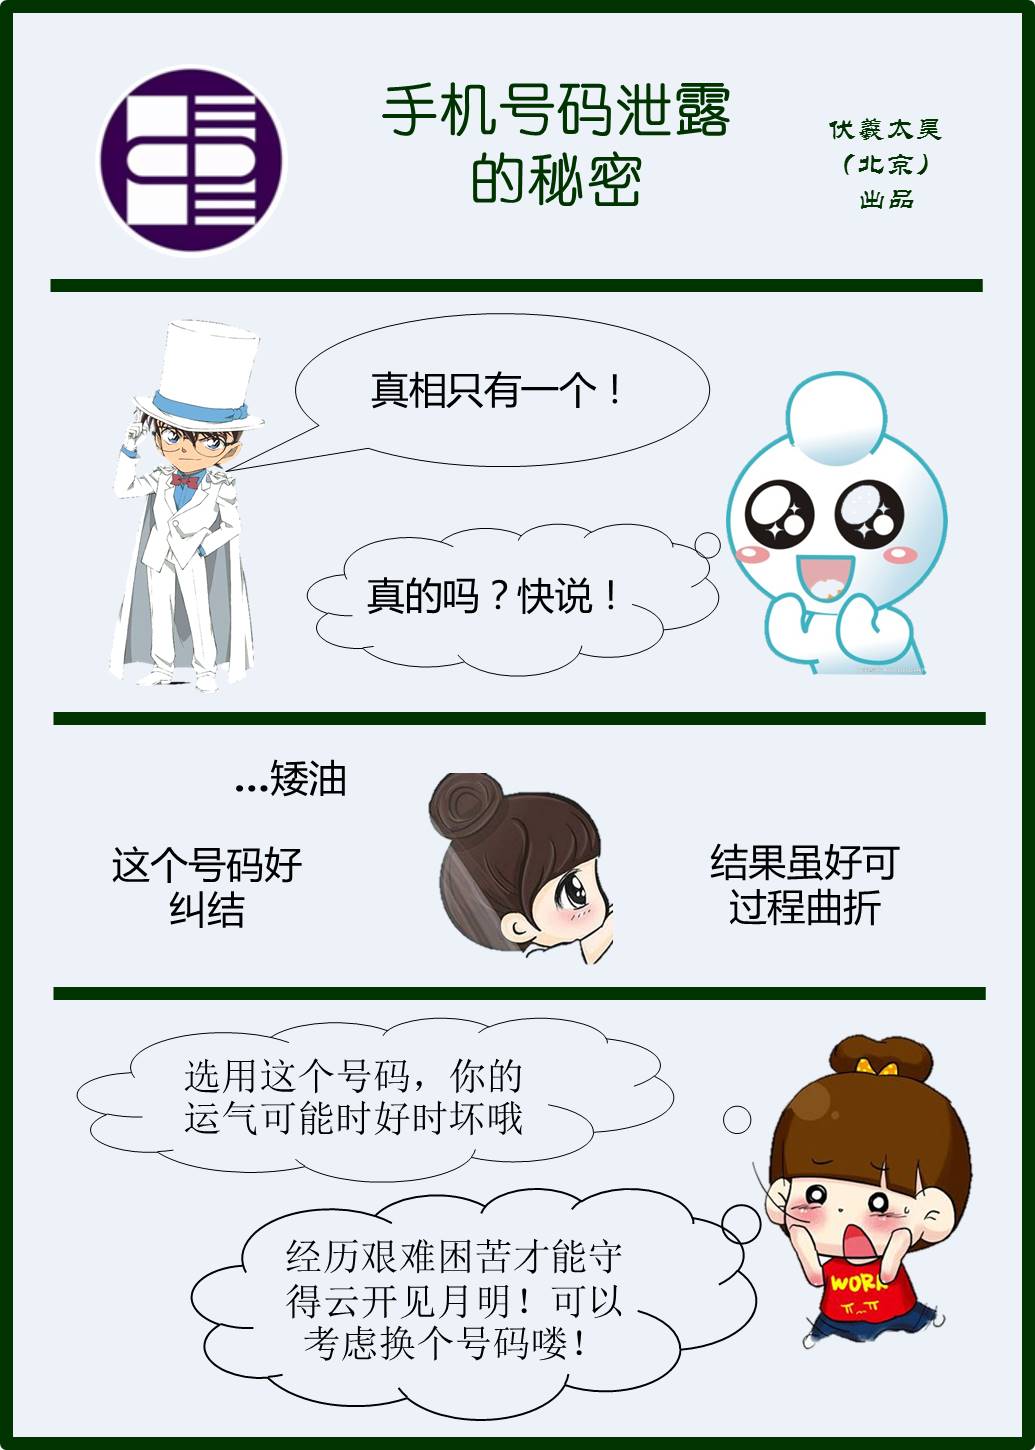 手机号码泄露
的秘密
伏羲太昊
（北京）
出品
真相只有一个！
真的吗？快说！
...矮油
这个号码好
纠结
结果虽好可
过程曲折
选用这个号码，你的
运气可能时好时坏哦
经历艰难困苦才能守
得云开见月明！可以
考虑换个号码喽！
WORK